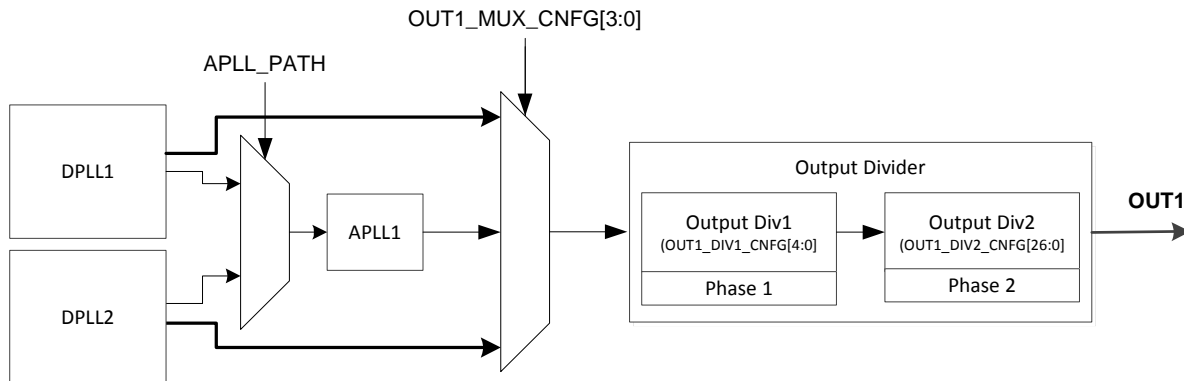 OUT1_MUX_CNFG[3:0]
APLL_PATH
DPLL1
DPLL2
APLL1
Output Divider
Output Div1
(OUT1_DIV1_CNFG[4:0])
Phase 1
Output Div2
(OUT1_DIV2_CNFG[26:0])
Phase 2
OUT1